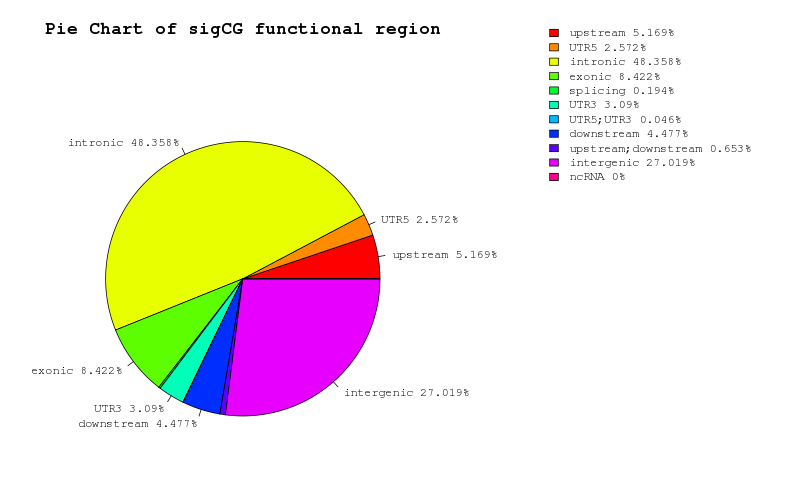 Pie Chart of sigCG functional region
upstream 5.169%
UTR5 2.572%
intronic 48.358%
exonic 8.422%
splicing 0.194%
UTR3 3.09%
UTR5;UTR3 0.046%
downstream 4.477%
upstream;downstream 0.653%
intergenic 27.019%
ncRNA 0%
intronic 48.358%
UTR5 2.572%
upstream 5.169%
exonic 8.422%
intergenic 27.019%
UTR3 3.09%
downstream 4.477%